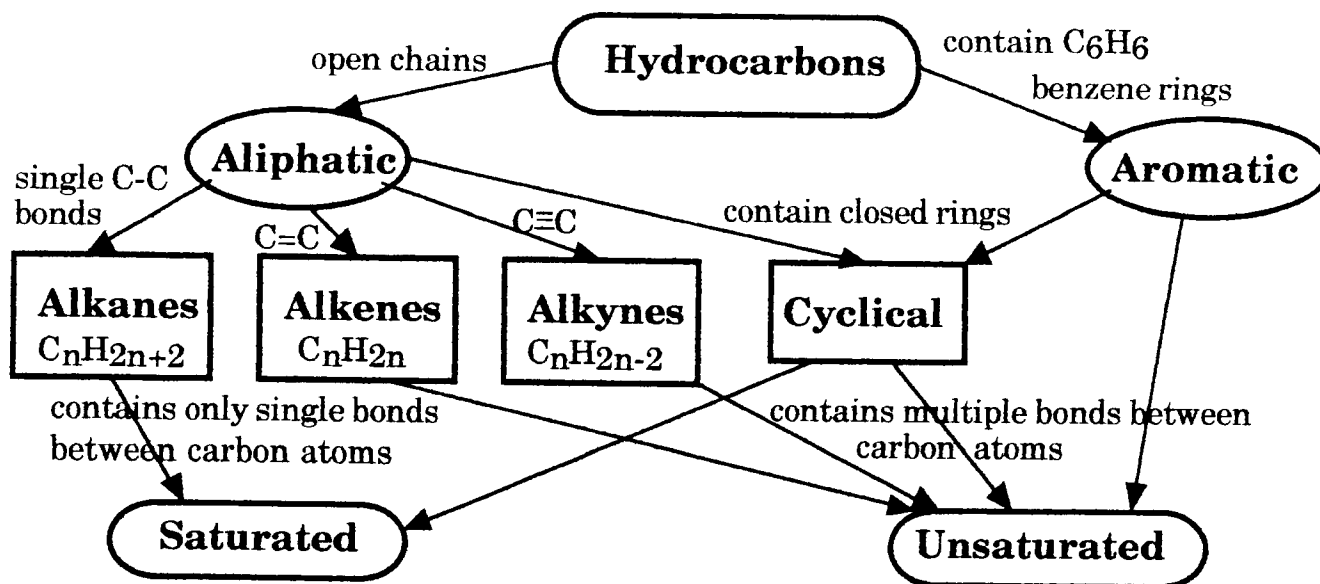 Hydrocarbons
open chains
contain C₆H₆
benzene rings
Aliphatic
Aromatic
single C-C
bonds
C=C
C≡C
contain closed rings
Alkanes
CₙH₂ₙ₊₂
Alkenes
CₙH₂ₙ
Alkynes
CₙH₂ₙ₋₂
Cyclical
contains only single bonds
between carbon atoms
contains multiple bonds between
carbon atoms
Saturated
Unsaturated